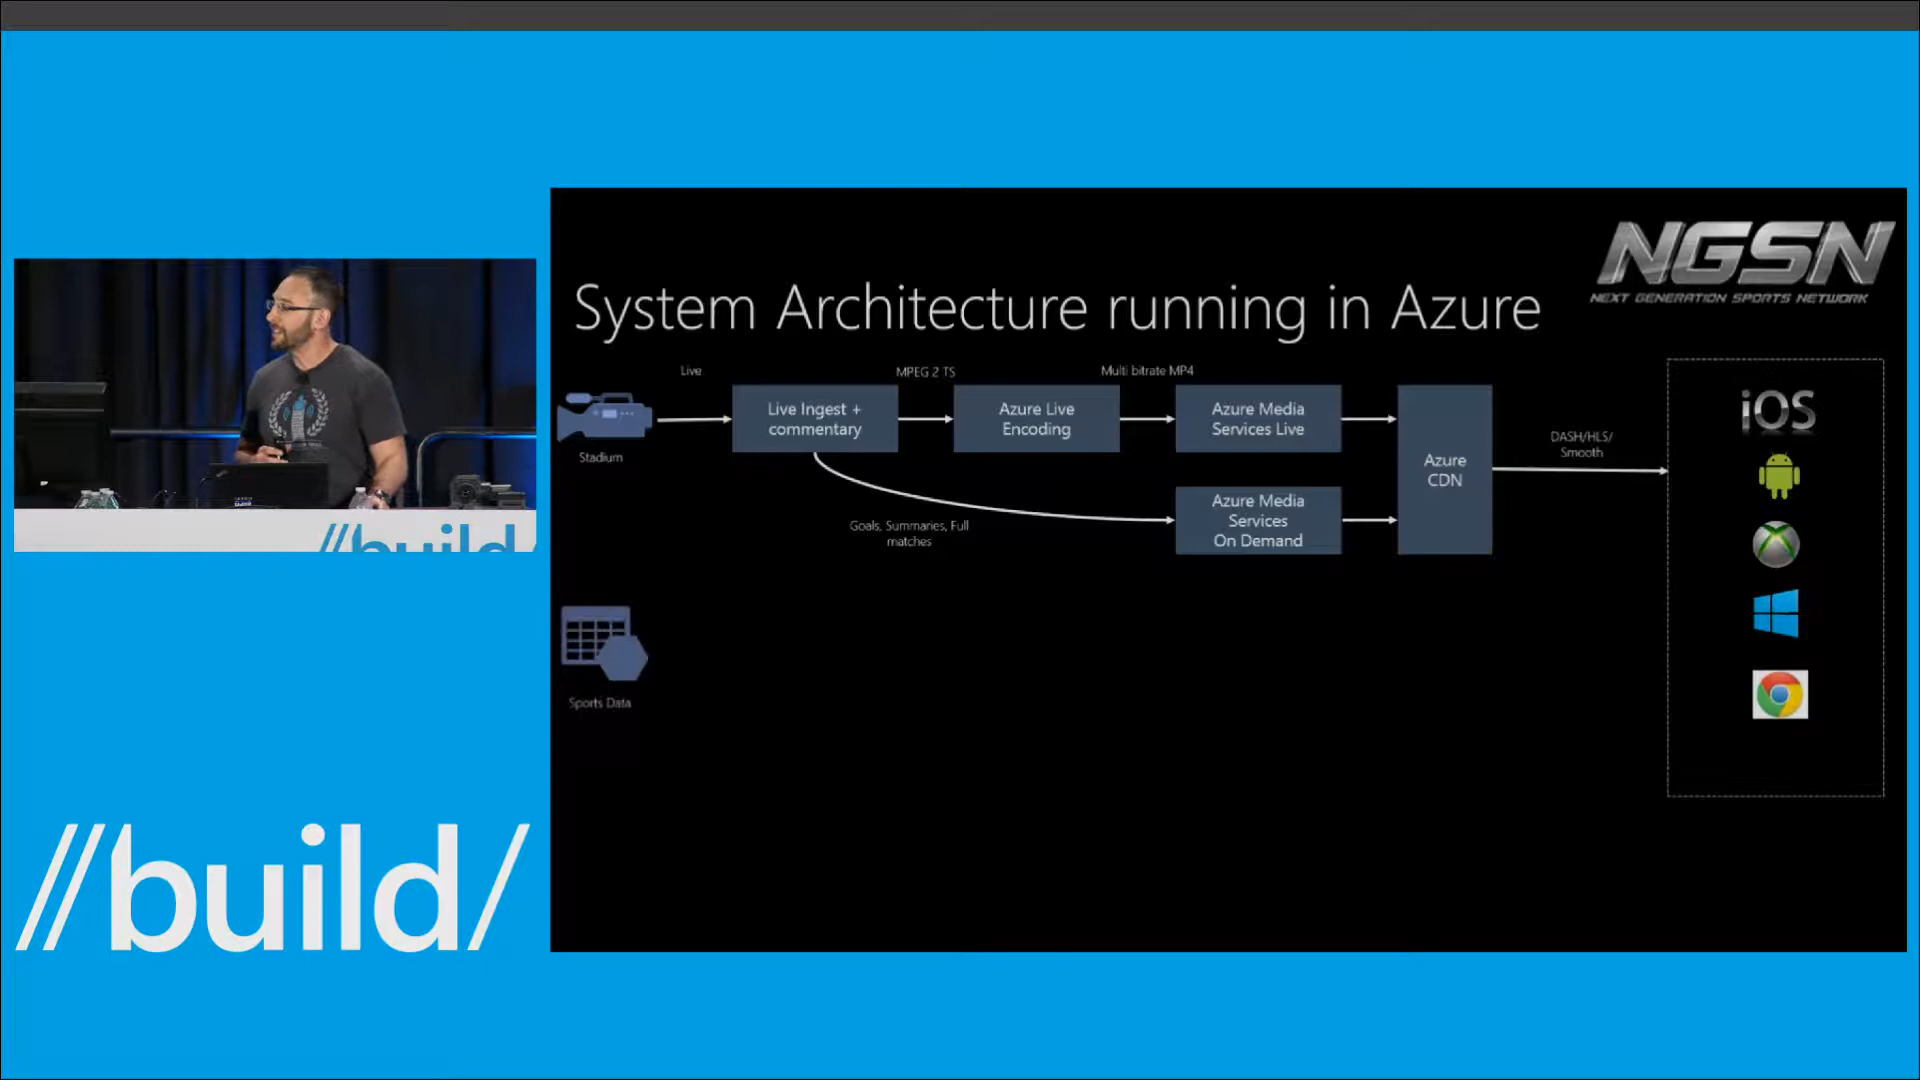 NGSN
NEXT GENERATION SPORTS NETWORK
System Architecture running in Azure
Live
MPEG 2 TS
Multi bitrate MP4
Live Ingest +
commentary
Azure Live
Encoding
Azure Media
Services Live
Stadium
Azure
CDN
DASH/HLS/
Smooth
Goals, Summaries, Full
matches
Azure Media
Services
On Demand
iOS
Sports Data
//build
//build/